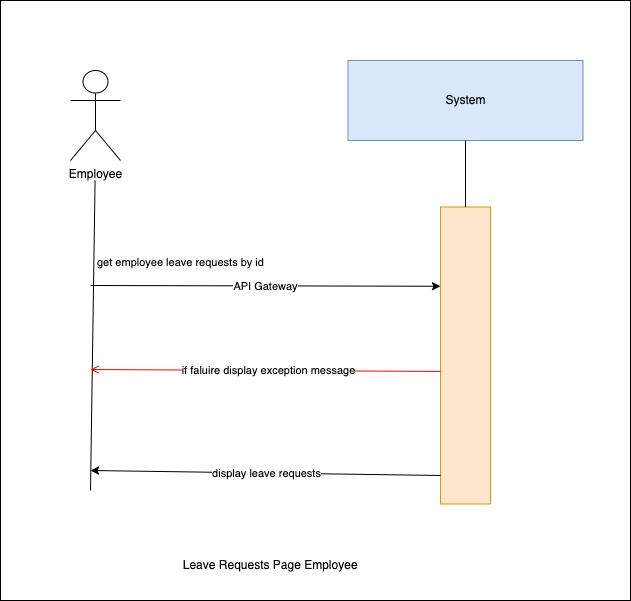 System
Employee
get employee leave requests by id
API Gateway
if faluire display exception message
display leave requests
Leave Requests Page Employee